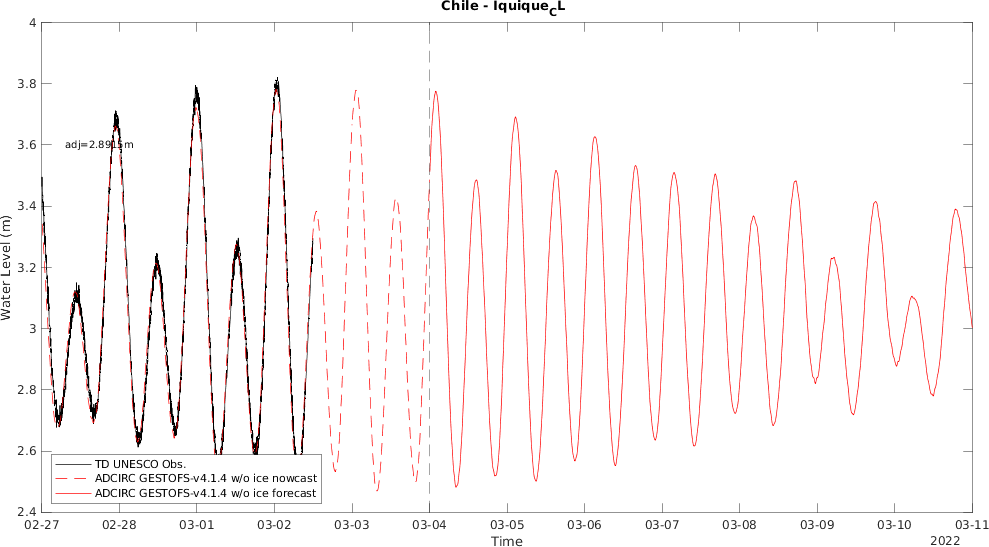 Chile - Iquique_CL
4
3.8
3.6
3.4
3.2
3
2.8
2.6
2.4
Water Level (m)
adj=2.8915m
TD UNESCO Obs.
ADCIRC GESTOFS-v4.1.4 w/o ice nowcast
ADCIRC GESTOFS-v4.1.4 w/o ice forecast
02-27 02-28 03-01 03-02 03-03 03-04 03-05 03-06 03-07 03-08 03-09 03-10 03-11
Time
2022